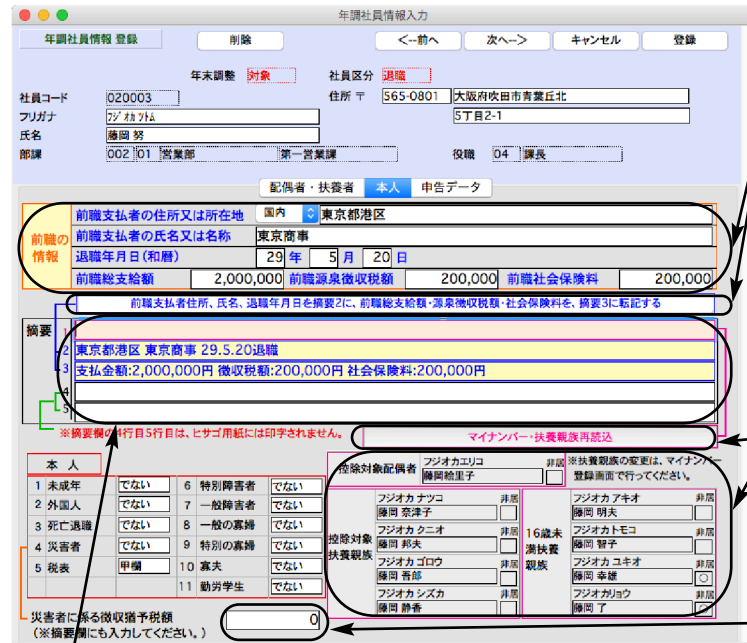 年調社員情報入力
年調社員情報 登録 削除 <--前へ 次へ--> キャンセル 登録
年末調整 対象 社員区分 退職
社員コード 020003 住所 〒 565-0801 大阪府吹田市青葉丘北
フリガナ フジオカ ツトム 5丁目2-1
氏名 藤岡 努
部課 002 01 営業部 第一営業課 役職 04 課長
配偶者・扶養者 本人 申告データ
前職の情報
前職支払者の住所又は所在地 国内 東京都港区
前職支払者の氏名又は名称 東京商事
退職年月日(和暦) 29 年 5 月 20 日
前職総支給額 2,000,000 前職源泉徴収税額 200,000 前職社会保険料 200,000
前職支払者住所、氏名、退職年月日を摘要2に、前職総支給額・源泉徴収税額・社会保険料を、摘要3に転記する
摘要 1
2 東京都港区 東京商事 29.5.20退職
3 支払金額:2,000,000円 徴収税額:200,000円 社会保険料:200,000円
4
5
※摘要欄の4行目5行目は、ヒサゴ用紙には印字されません。 マイナンバー・扶養親族再読込
本 人
1 未成年 でない 6 特別障害者 でない
2 外国人 でない 7 一般障害者 でない
3 死亡退職 でない 8 一般の寡婦 でない
4 災害者 でない 9 特別の寡婦 でない
5 税表 甲欄 10 寡夫 でない
11 勤労学生 でない
控除対象配偶者 フジオカエリコ 非居
藤岡絵里子
※扶養親族の変更は、マイナンバー
登録画面で行ってください。
控除対象
扶養親族
フジオカ ナツコ 非居
藤岡 奈津子
フジオカ クニオ 非居
藤岡 邦夫
フジオカ ゴロウ 非居
藤岡 吾郎
フジオカ シズカ 非居
藤岡 静香
16歳未
満扶養
親族
フジオカ アキオ 非居
藤岡 明夫
フジオカトモコ 非居
藤岡 智子
フジオカ ユキオ 非居
藤岡 幸雄 ○
フジオカリョウ 非居
藤岡 了 ○
災害者に係る徴収猶予税額 0
(※摘要欄にも入力してください。)